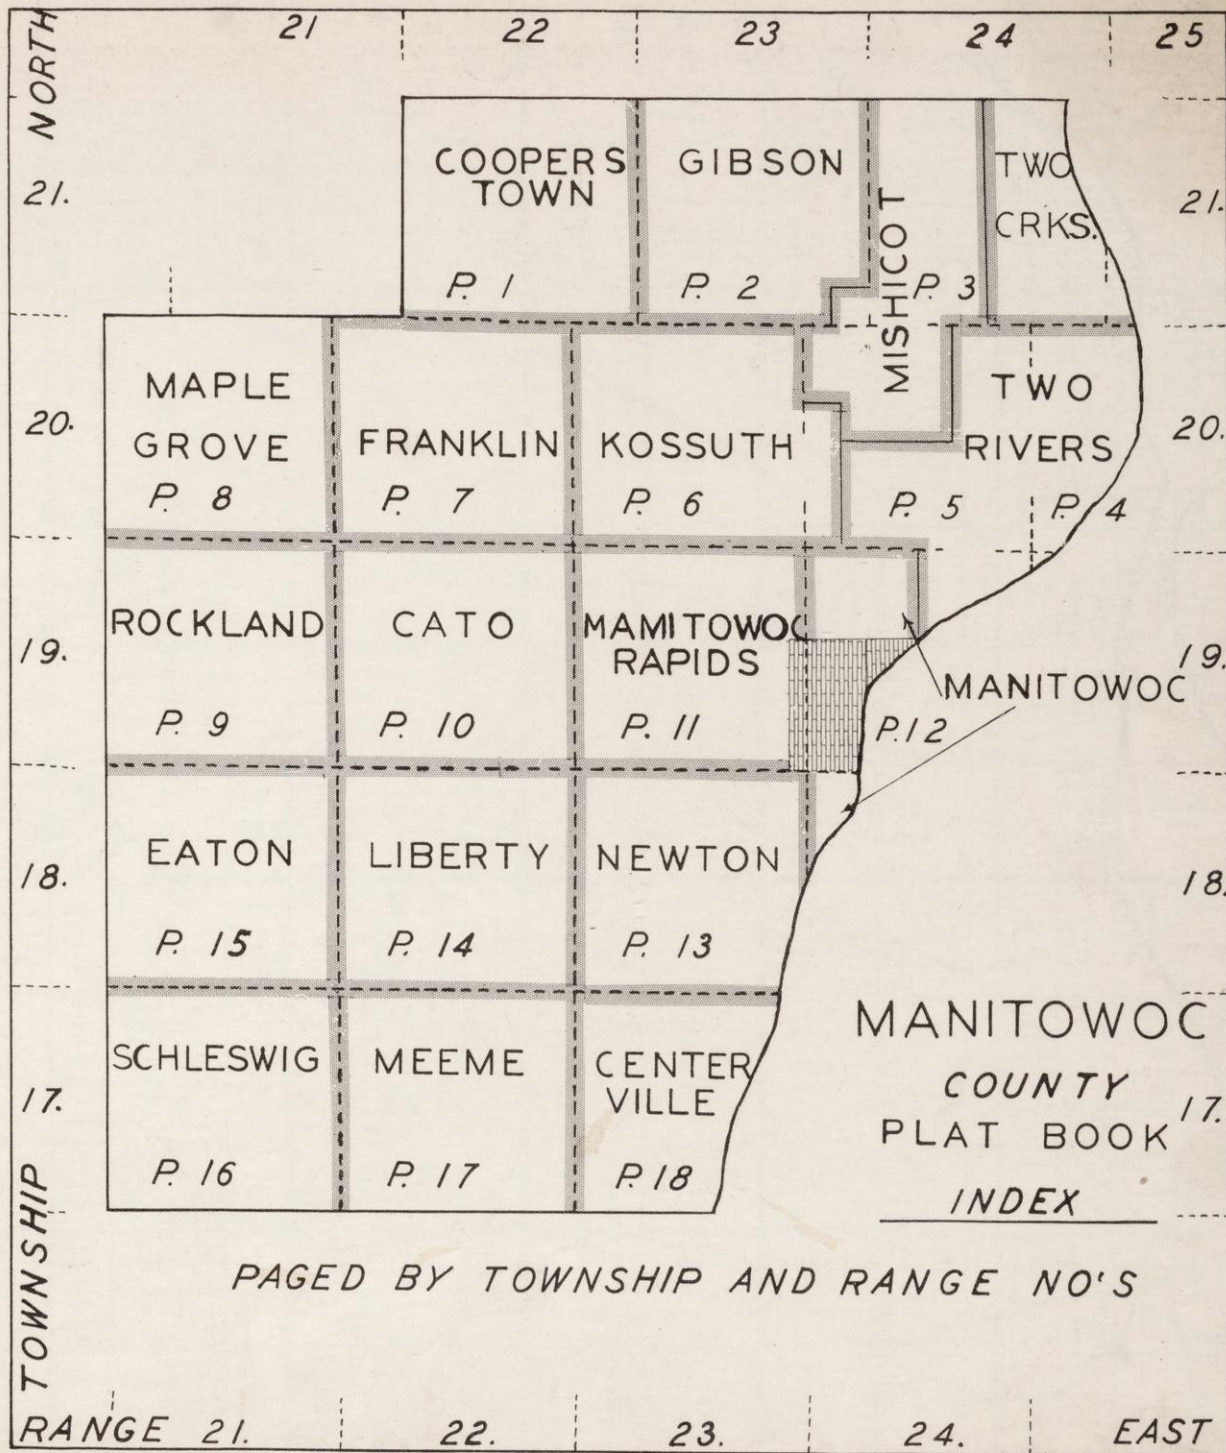 NORTH
21 22 23 24 25
21.
COOPERS
TOWN
P. 1
GIBSON
P. 2
MISHICOT
P. 3
TWO
CRKS.
21.
20.
MAPLE
GROVE
P. 8
FRANKLIN
P. 7
KOSSUTH
P. 6
TWO
RIVERS
P. 5
P. 4
20.
19.
ROCKLAND
P. 9
CATO
P. 10
MAMITOWOC
RAPIDS
P. 11
MANITOWOC
P. 12
19.
18.
EATON
P. 15
LIBERTY
P. 14
NEWTON
P. 13
18.
17.
SCHLESWIG
P. 16
MEEME
P. 17
CENTER
VILLE
P. 18
MANITOWOC
COUNTY
PLAT BOOK
INDEX
17.
PAGED BY TOWNSHIP AND RANGE NO'S
TOWNSHIP
RANGE 21. 22. 23. 24. EAST